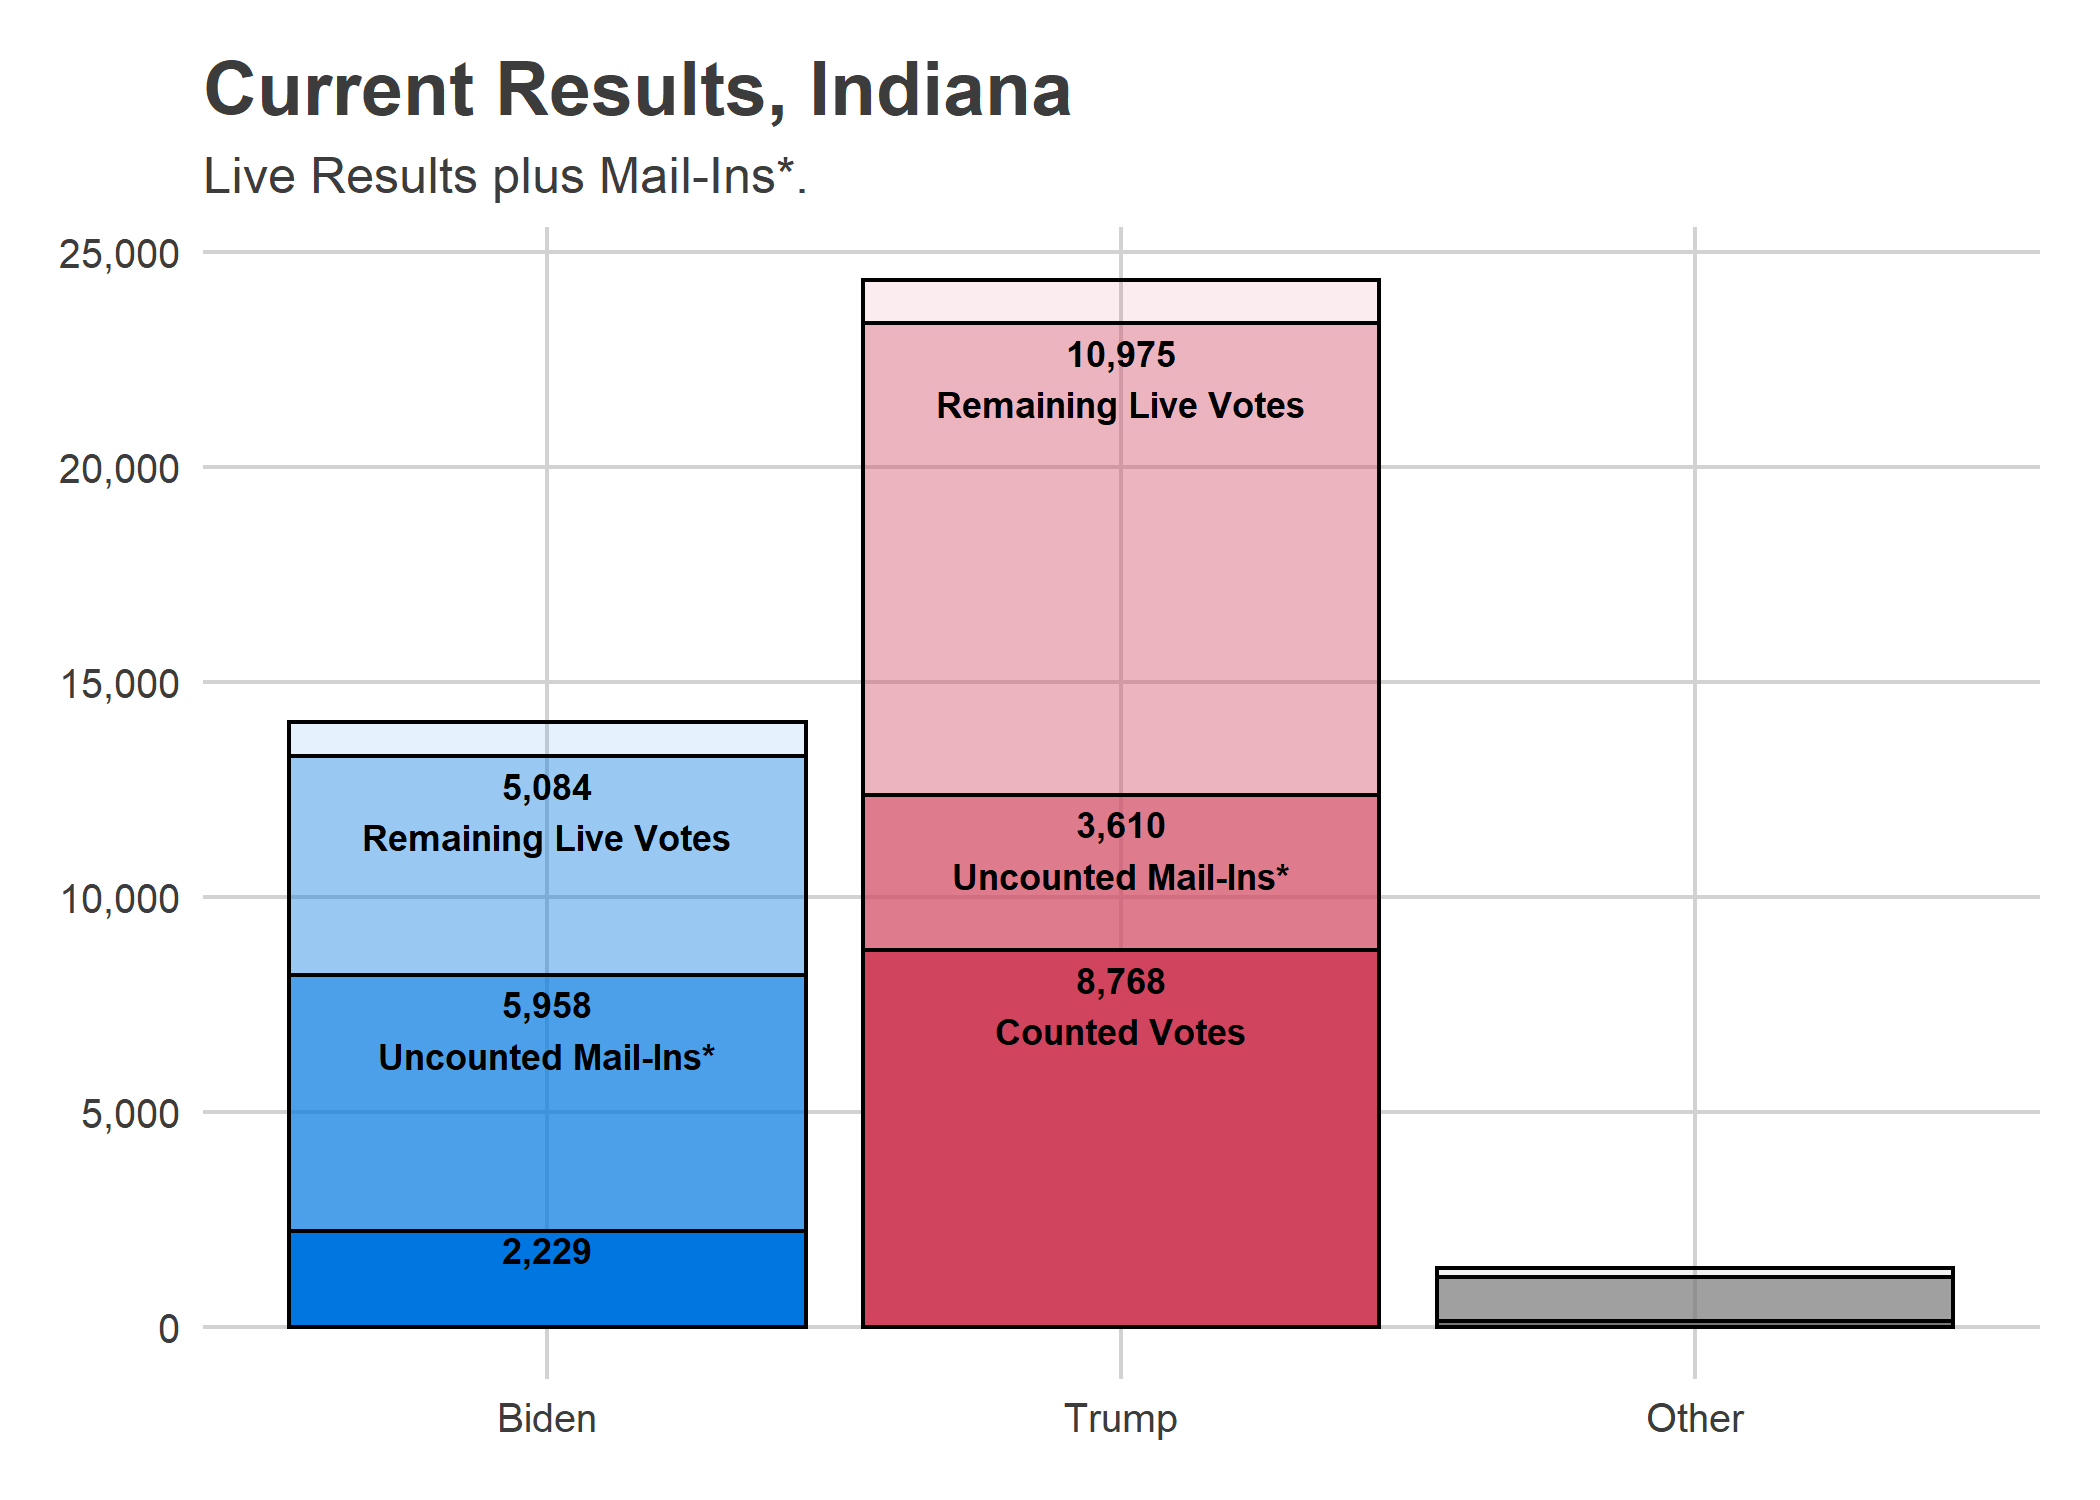 Current Results, Indiana
Live Results plus Mail-Ins*.
25,000
20,000
15,000
10,000
5,000
0
10,975
Remaining Live Votes
5,084
Remaining Live Votes
3,610
Uncounted Mail-Ins*
5,958
Uncounted Mail-Ins*
8,768
Counted Votes
2,229
Biden
Trump
Other